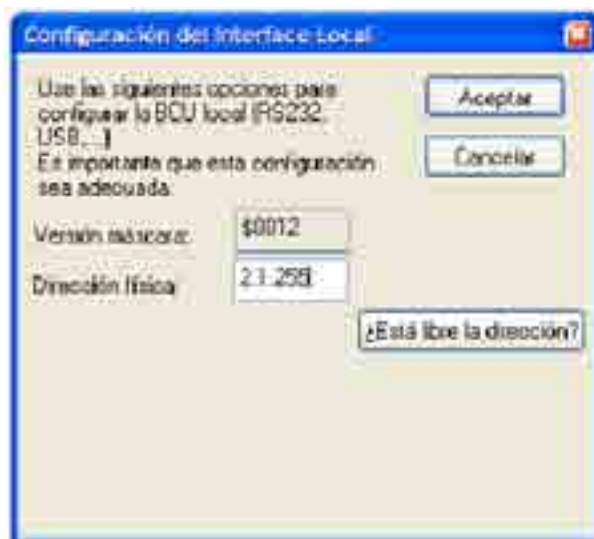 Configuración del Interface Local
Use las siguientes opciones para
configurar la BCU local (RS232,
USB,...)
Es importante que esta configuración
sea adecuada.
Aceptar
Cancelar
Versión máscara: $0012
Dirección física: 2.1.255
¿Está libre la dirección?